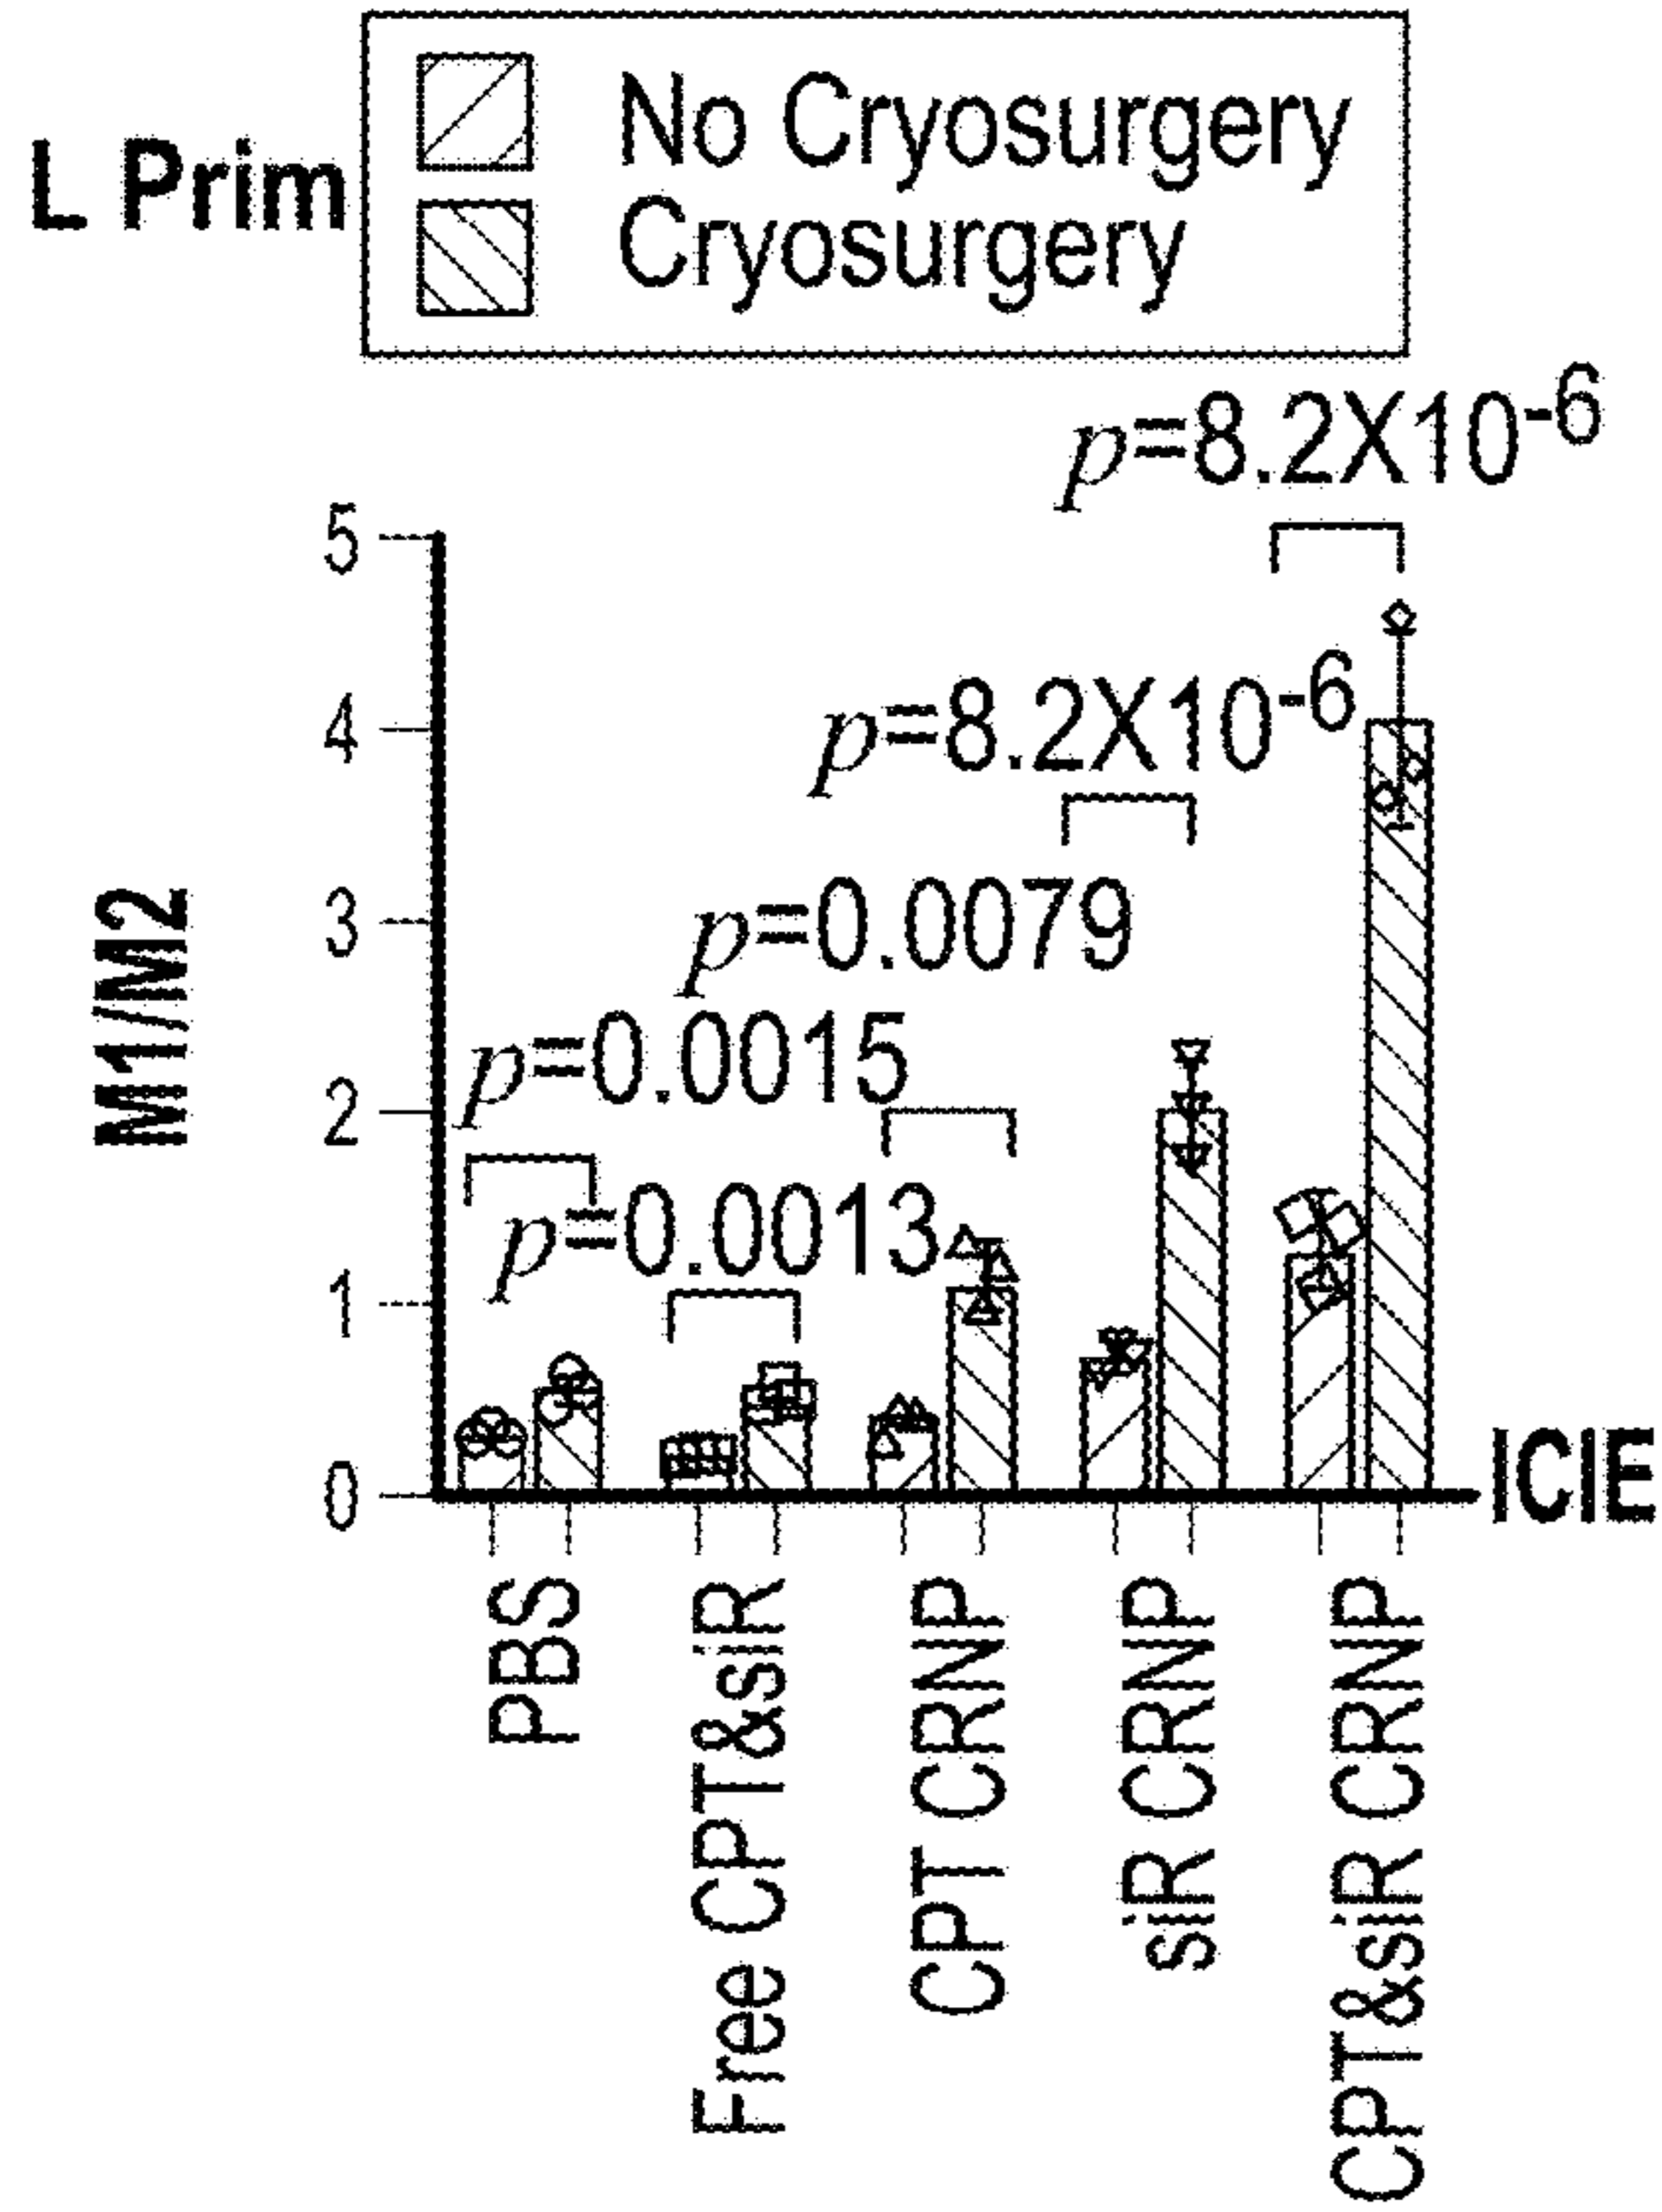 L Prim
No Cryosurgery
Cryosurgery
p=8.2X10-6
5
p=8.2X10-6
4
p=0.0079
3
p=0.0015
2
p=0.0013
1
0
M1/M2
ICIE
PBS
Free CPT&siR
CPT CRNP
siR CRNP
CPT&siR CRNP